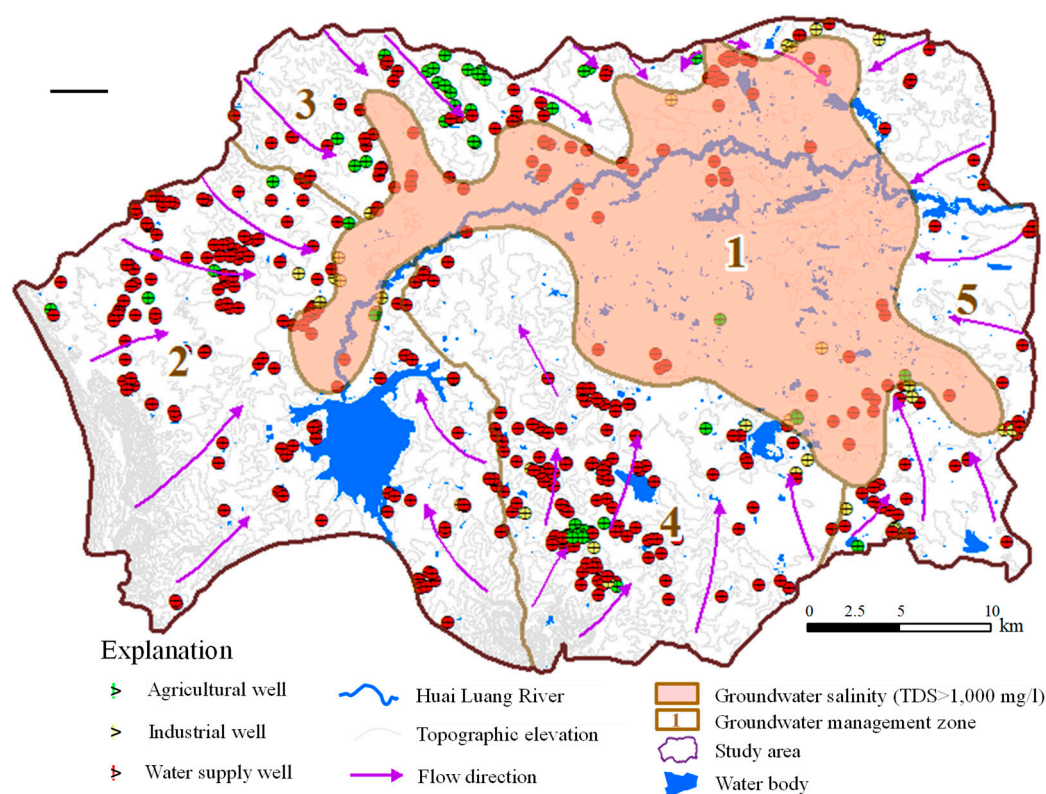 3
1
5
2
4
0 2.5 5 10
km
Explanation
Agricultural well
Industrial well
Water supply well
Huai Luang River
Topographic elevation
Flow direction
Groundwater salinity (TDS>1,000 mg/l)
1 Groundwater management zone
Study area
Water body